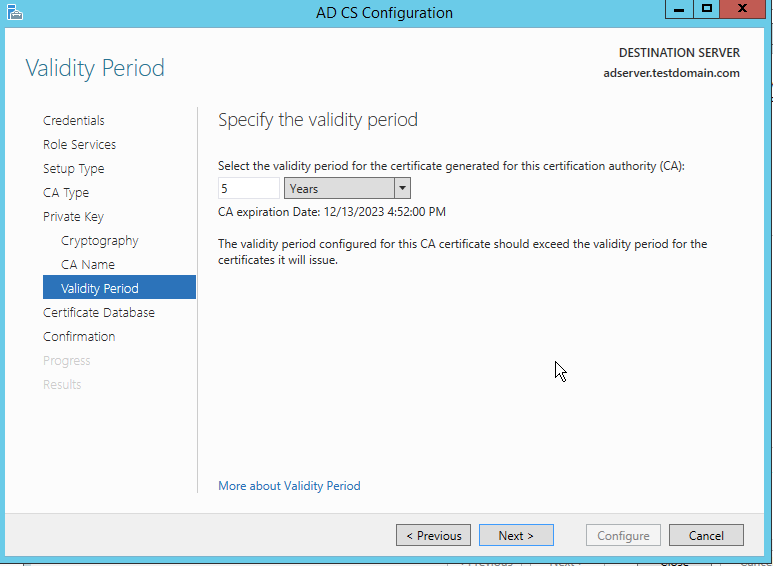 AD CS Configuration
Validity Period
DESTINATION SERVER
adserver.testdomain.com
Credentials
Role Services
Setup Type
CA Type
Private Key
Cryptography
CA Name
Validity Period
Certificate Database
Confirmation
Progress
Results
Specify the validity period
Select the validity period for the certificate generated for this certification authority (CA):
5 Years
CA expiration Date: 12/13/2023 4:52:00 PM
The validity period configured for this CA certificate should exceed the validity period for the
certificates it will issue.
More about Validity Period
< Previous Next > Configure Cancel